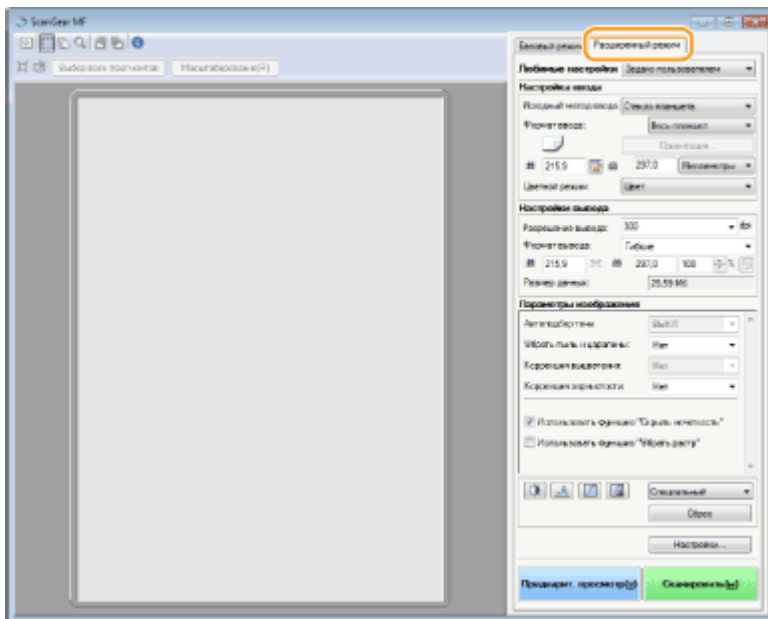 ScanGear MF
Базовый режим Расширенный режим
Выбор всех фрагментов Масштабирование(R)
Любимые настройки Задано пользователем
Настройки ввода
Исходный метод ввода: Стекло планшета
Формат ввода: Весь планшет
Ориентация...
215,9 297,0 Миллиметры
Цветной режим: Цвет
Настройки вывода
Разрешение вывода: 300 dpi
Формат вывода: Гибкие
215,9 297,0 100 %
Размер данных: 25.59 Мб
Параметры изображения
ВЫКЛ
Убрать пыль и царапины: Нет
Коррекция выцветания: Нет
Коррекция зернистости: Нет
Использовать функцию "Скрыть нечеткость"
Использовать функцию "Убрать растр"
Специальный
Сброс
Настройки...
Предварит. просмотр Сканировать